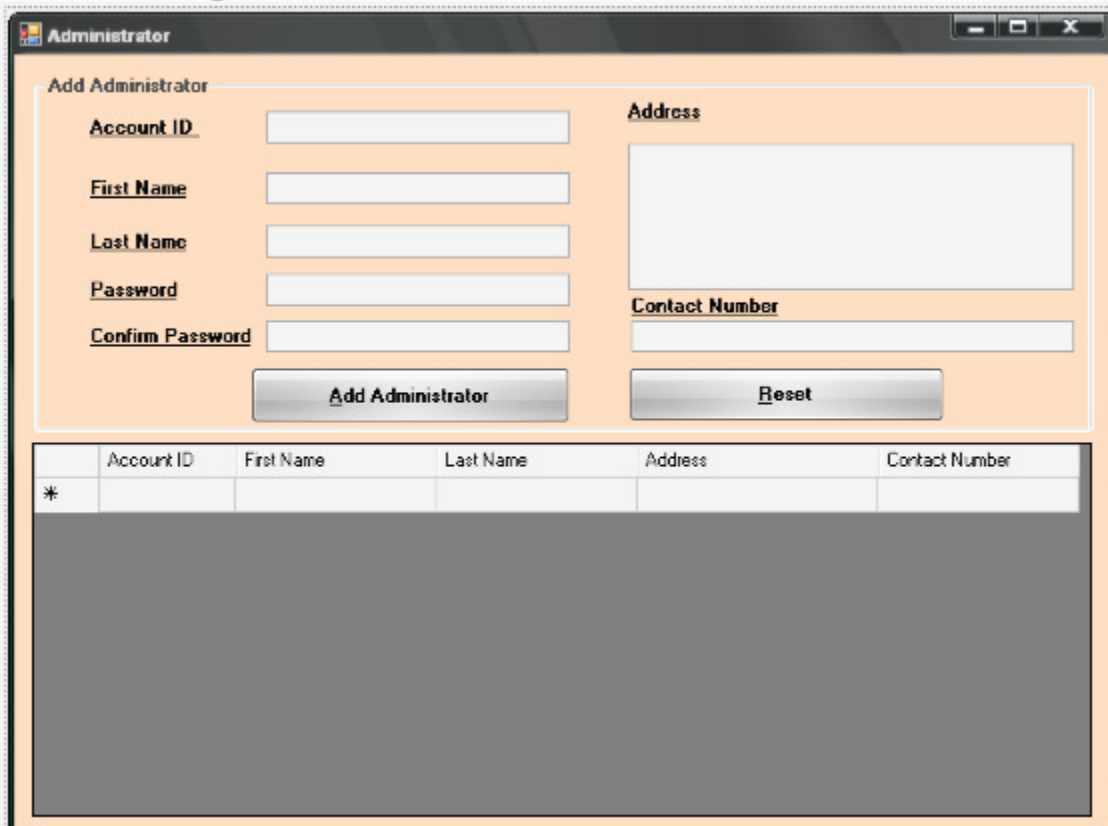 Administrator
Add Administrator
Account ID
First Name
Last Name
Password
Confirm Password
Address
Contact Number
Add Administrator
Reset
Account ID First Name Last Name Address Contact Number